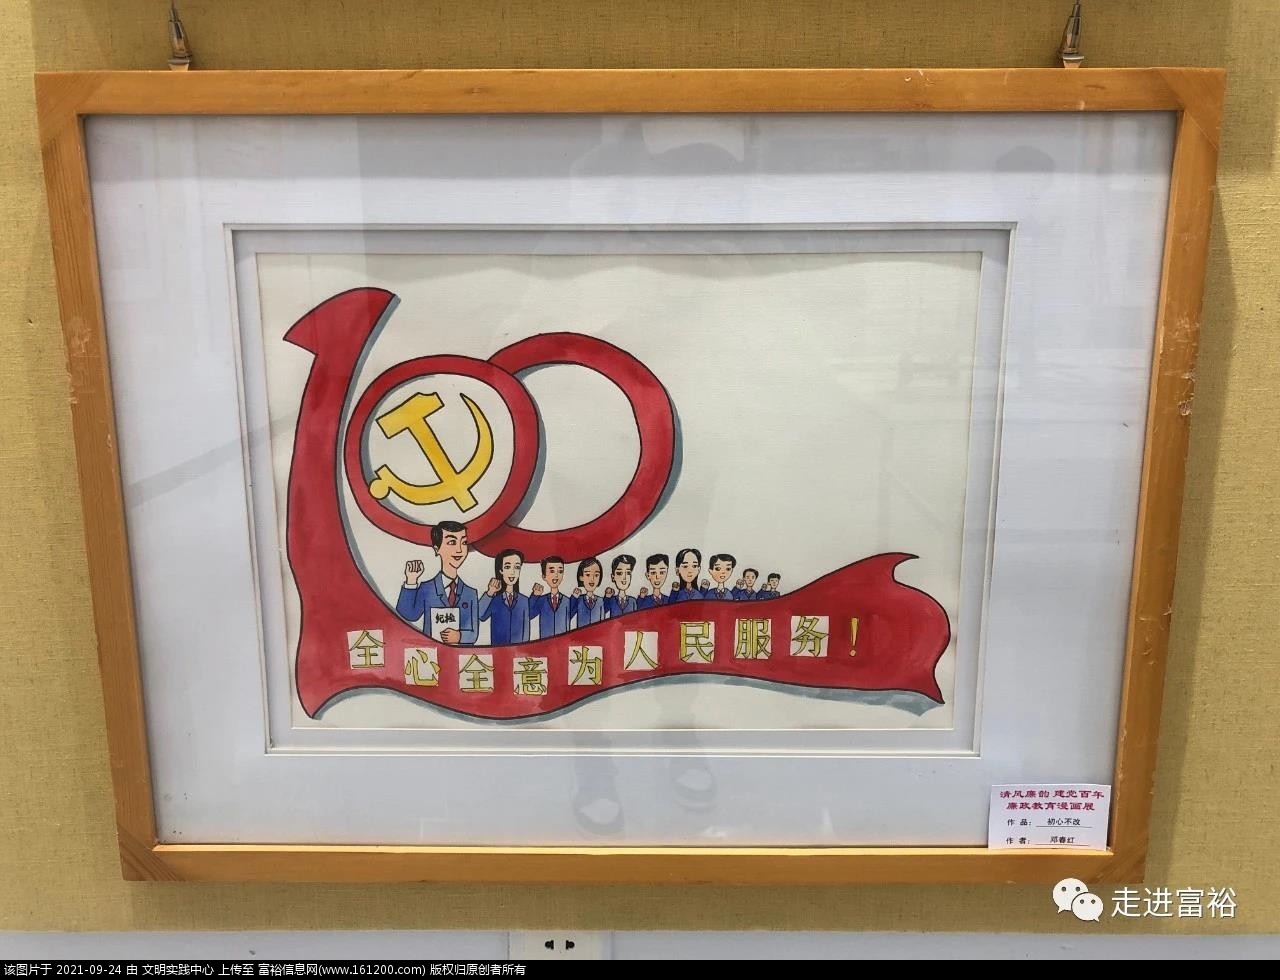 100
纪检
全心全意为人民服务！
清风廉韵 建党百年
廉政教育漫画展
作 品： 初心不改
作 者： 邓春红
走进富裕
该图片于 2021-09-24 由 文明实践中心 上传至 富裕信息网(www.161200.com) 版权归原创者所有